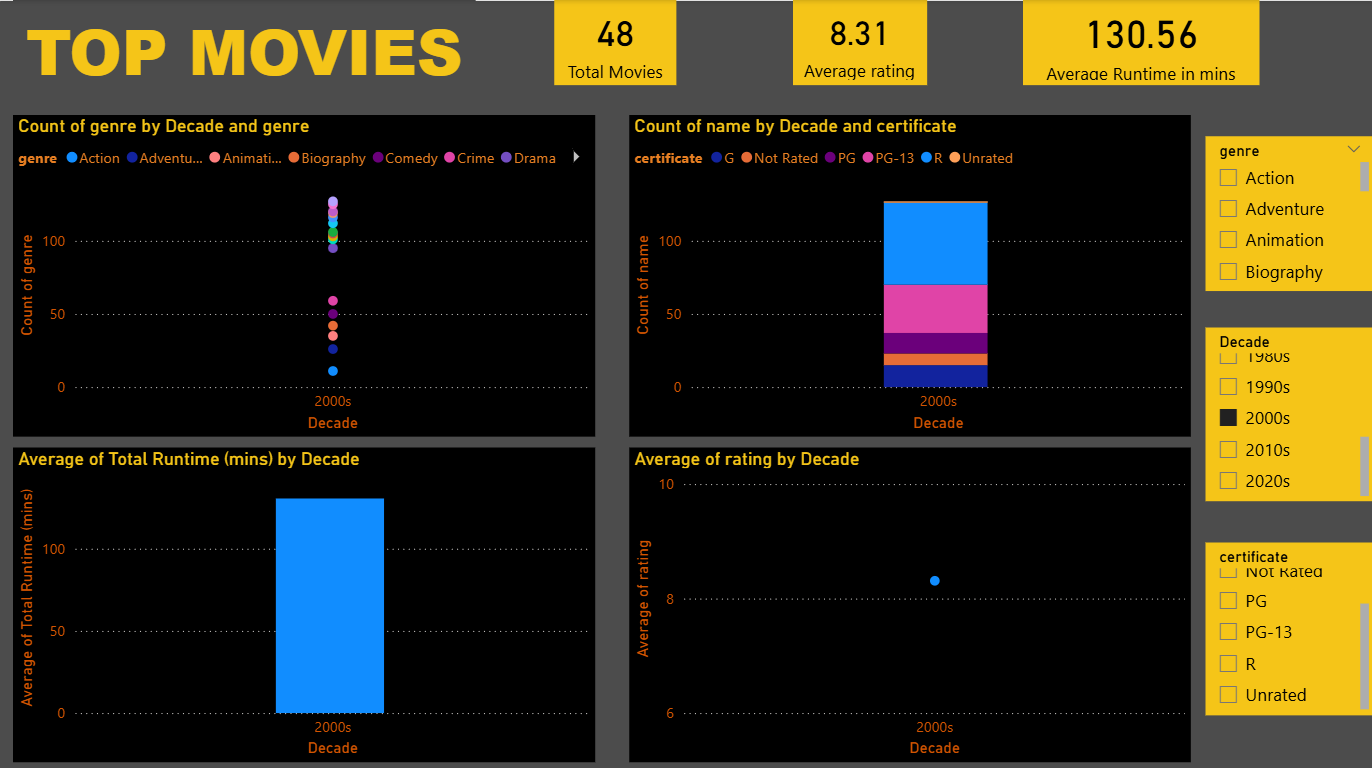 TOP MOVIES
48
Total Movies
8.31
Average rating
130.56
Average Runtime in mins
Count of genre by Decade and genre
genre Action Adventu... Animati... Biography Comedy Crime Drama
Count of genre
100
50
0
2000s
Decade
Count of name by Decade and certificate
certificate G Not Rated PG PG-13 R Unrated
Count of name
100
50
0
2000s
Decade
Average of Total Runtime (mins) by Decade
Average of Total Runtime (mins)
100
50
0
2000s
Decade
Average of rating by Decade
Average of rating
10
8
6
2000s
Decade
genre
Action
Adventure
Animation
Biography
Decade
1980s
1990s
2000s
2010s
2020s
certificate
Not Rated
PG
PG-13
R
Unrated